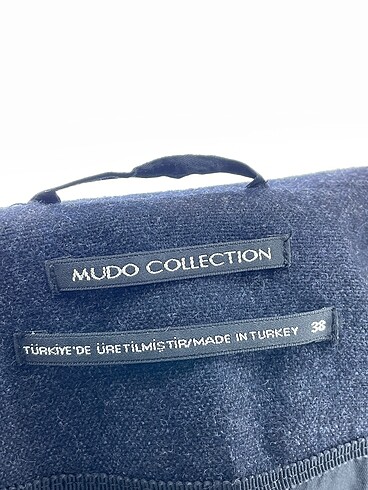 MUDO COLLECTION
TÜRKİYE'DE ÜRETİLMİŞTİR/MADE IN TURKEY 38